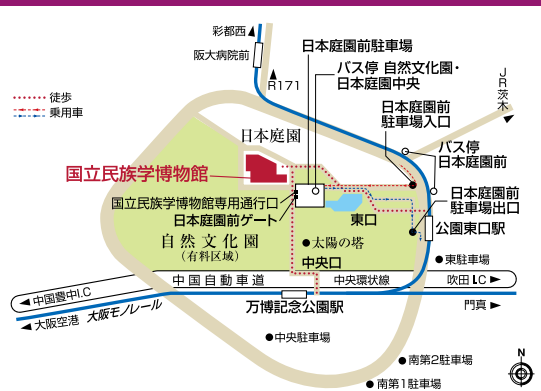 彩都西
阪大病院前
日本庭園前駐車場
バス停 自然文化園・
日本庭園中央
R171
JR茨木
徒歩
乗用車
日本庭園前
駐車場入口
日本庭園
バス停
日本庭園前
国立民族学博物館
国立民族学博物館専用通行口
日本庭園前ゲート
日本庭園前
駐車場出口
東口
公園東口駅
自然文化園
(有料区域)
太陽の塔
中央口
東駐車場
中国自動車道
中央環状線
吹田I.C
中国豊中I.C
万博記念公園駅
門真
大阪空港
大阪モノレール
中央駐車場
南第2駐車場
南第1駐車場
N